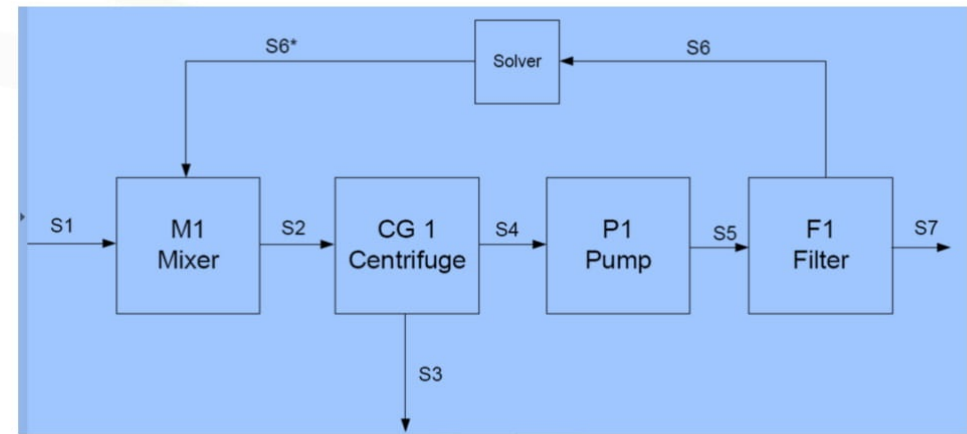 S6*
Solver
S6
S1
M1
Mixer
S2
CG 1
Centrifuge
S4
P1
Pump
S5
F1
Filter
S7
S3